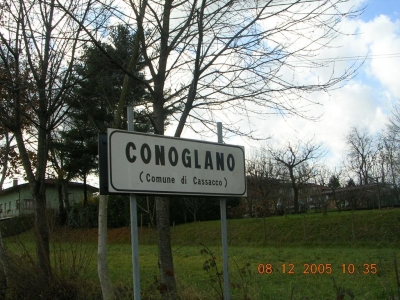 CONOGLANO
(Comune di Cassacco)
08.12.2005 10.35